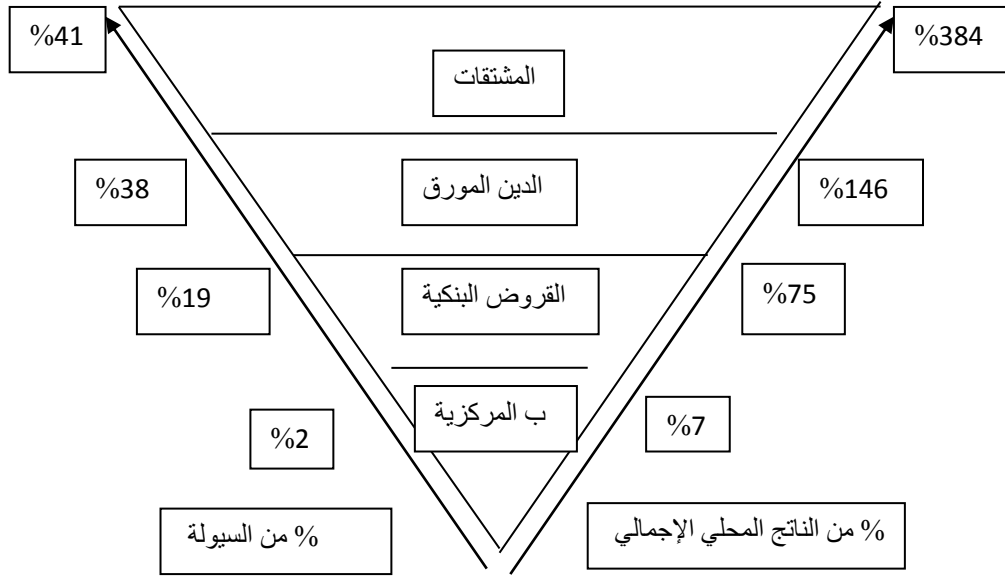 %41
%384
المشتقات
%38
الدين المورق
%146
%19
القروض البنكية
%75
%2
ب المركزية
%7
% من السيولة
% من الناتج المحلي الإجمالي